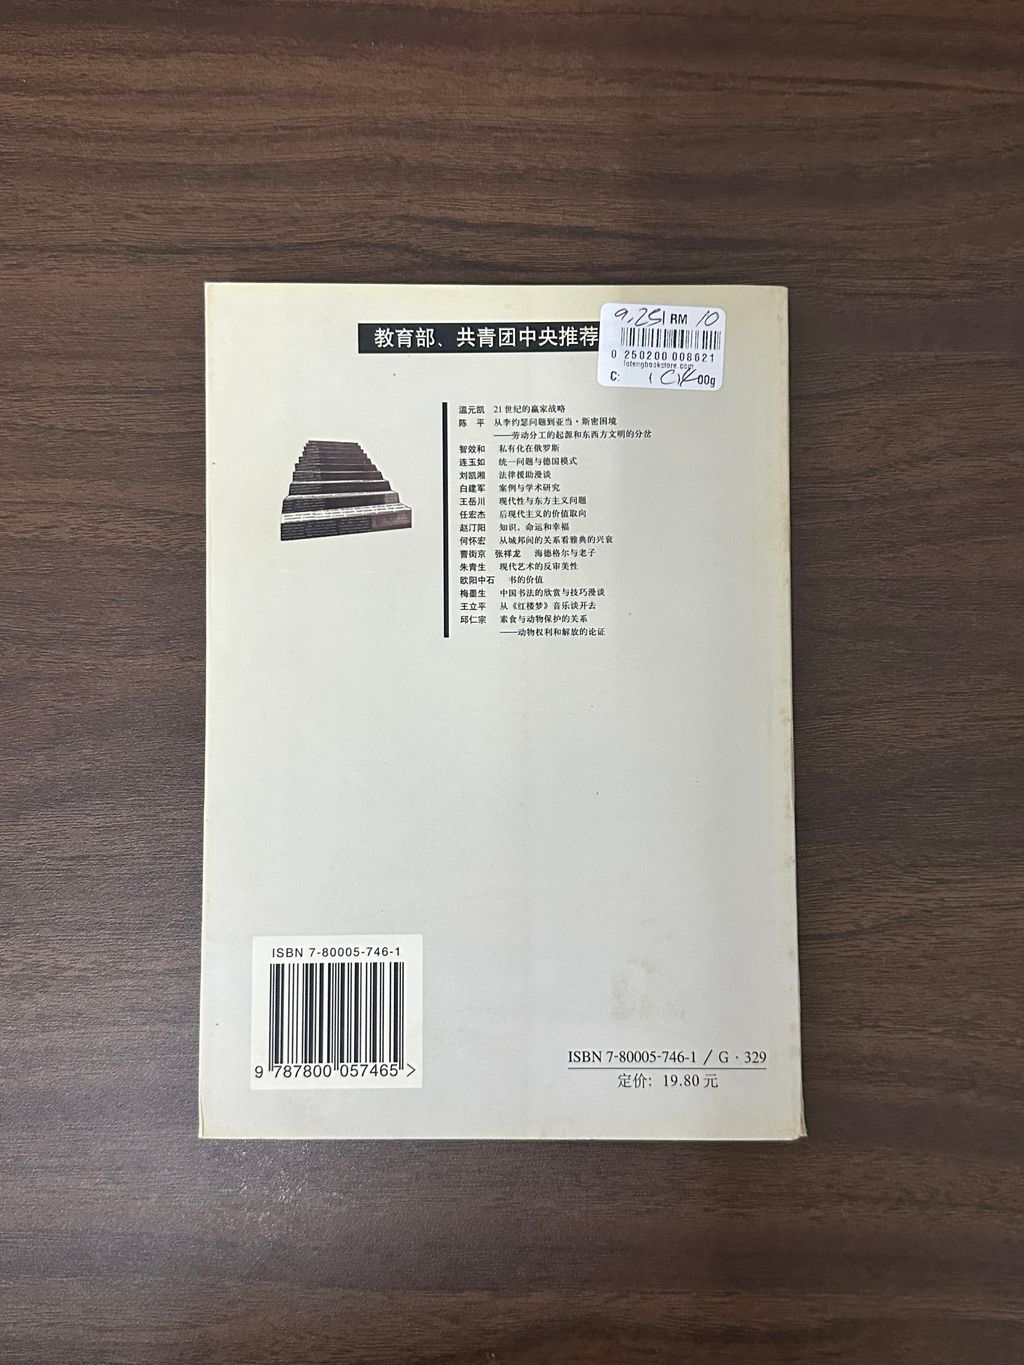 教育部、共青团中央推荐
RM 10
0 250200 008621
lotengbookstore.com
C:
00g
温元凯 21世纪的赢家战略
陈 平 从李约瑟问题到亚当·斯密困境
——劳动分工的起源和东西方文明的分岔
智效和 私有化在俄罗斯
连玉如 统一问题与德国模式
刘凯湘 法律援助漫谈
白建军 案例与学术研究
王岳川 现代性与东方主义问题
任宏杰 后现代主义的价值取向
赵汀阳 知识，命运和幸福
何怀宏 从城邦间的关系看雅典的兴衰
曹街京 张祥龙 海德格尔与老子
朱青生 现代艺术的反审美性
欧阳中石 书的价值
梅墨生 中国书法的欣赏与技巧漫谈
王立平 从《红楼梦》音乐谈开去
邱仁宗 素食与动物保护的关系
——动物权利和解放的论证
ISBN 7-80005-746-1
9 787800 057465 >
ISBN 7-80005-746-1 / G · 329
定价：19.80 元